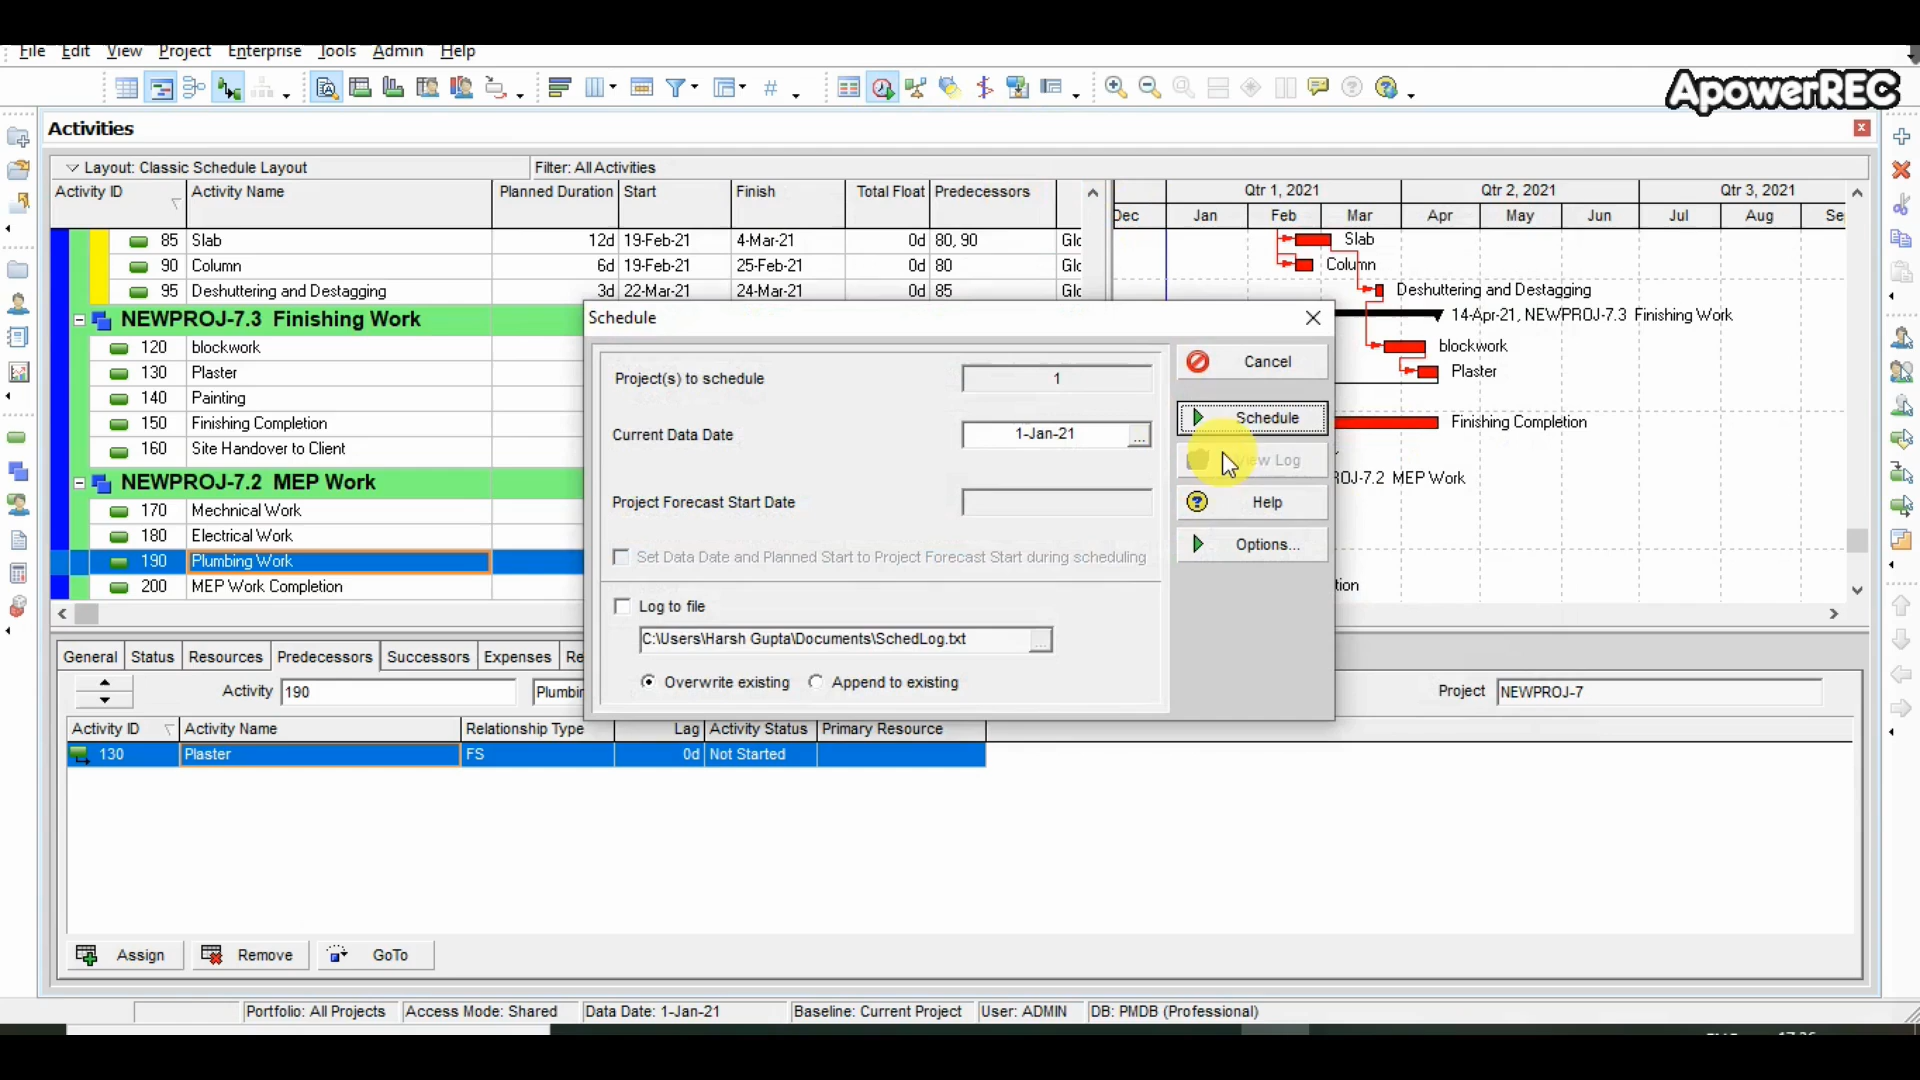 File Edit View Project Enterprise Tools Admin Help
ApowerREC
Activities
Layout: Classic Schedule Layout Filter: All Activities
Activity ID Activity Name Planned Duration Start Finish Total Float Predecessors
Qtr 1, 2021 Qtr 2, 2021 Qtr 3, 2021
Dec Jan Feb Mar Apr May Jun Jul Aug Se
85 Slab 12d 19-Feb-21 4-Mar-21 0d 80, 90 Glc Slab
90 Column 6d 19-Feb-21 25-Feb-21 0d 80 Glc Column
95 Deshuttering and Destagging 3d 22-Mar-21 24-Mar-21 0d 85 Glc Deshuttering and Destagging
NEWPROJ-7.3 Finishing Work 14-Apr-21, NEWPROJ-7.3 Finishing Work
120 blockwork blockwork
130 Plaster Plaster
140 Painting
150 Finishing Completion Finishing Completion
160 Site Handover to Client
NEWPROJ-7.2 MEP Work ROJ-7.2 MEP Work
170 Mechnical Work
180 Electrical Work
190 Plumbing Work
200 MEP Work Completion tion
Schedule
Project(s) to schedule 1
Cancel
Current Data Date 1-Jan-21 ...
Schedule
View Log
Project Forecast Start Date
Help
Set Data Date and Planned Start to Project Forecast Start during scheduling
Options...
Log to file
C:\Users\Harsh Gupta\Documents\SchedLog.txt ...
Overwrite existing Append to existing
General Status Resources Predecessors Successors Expenses Re
Activity 190 Plumbin Project NEWPROJ-7
Activity ID Activity Name Relationship Type Lag Activity Status Primary Resource
130 Plaster FS 0d Not Started
Assign Remove GoTo
Portfolio: All Projects Access Mode: Shared Data Date: 1-Jan-21 Baseline: Current Project User: ADMIN DB: PMDB (Professional)